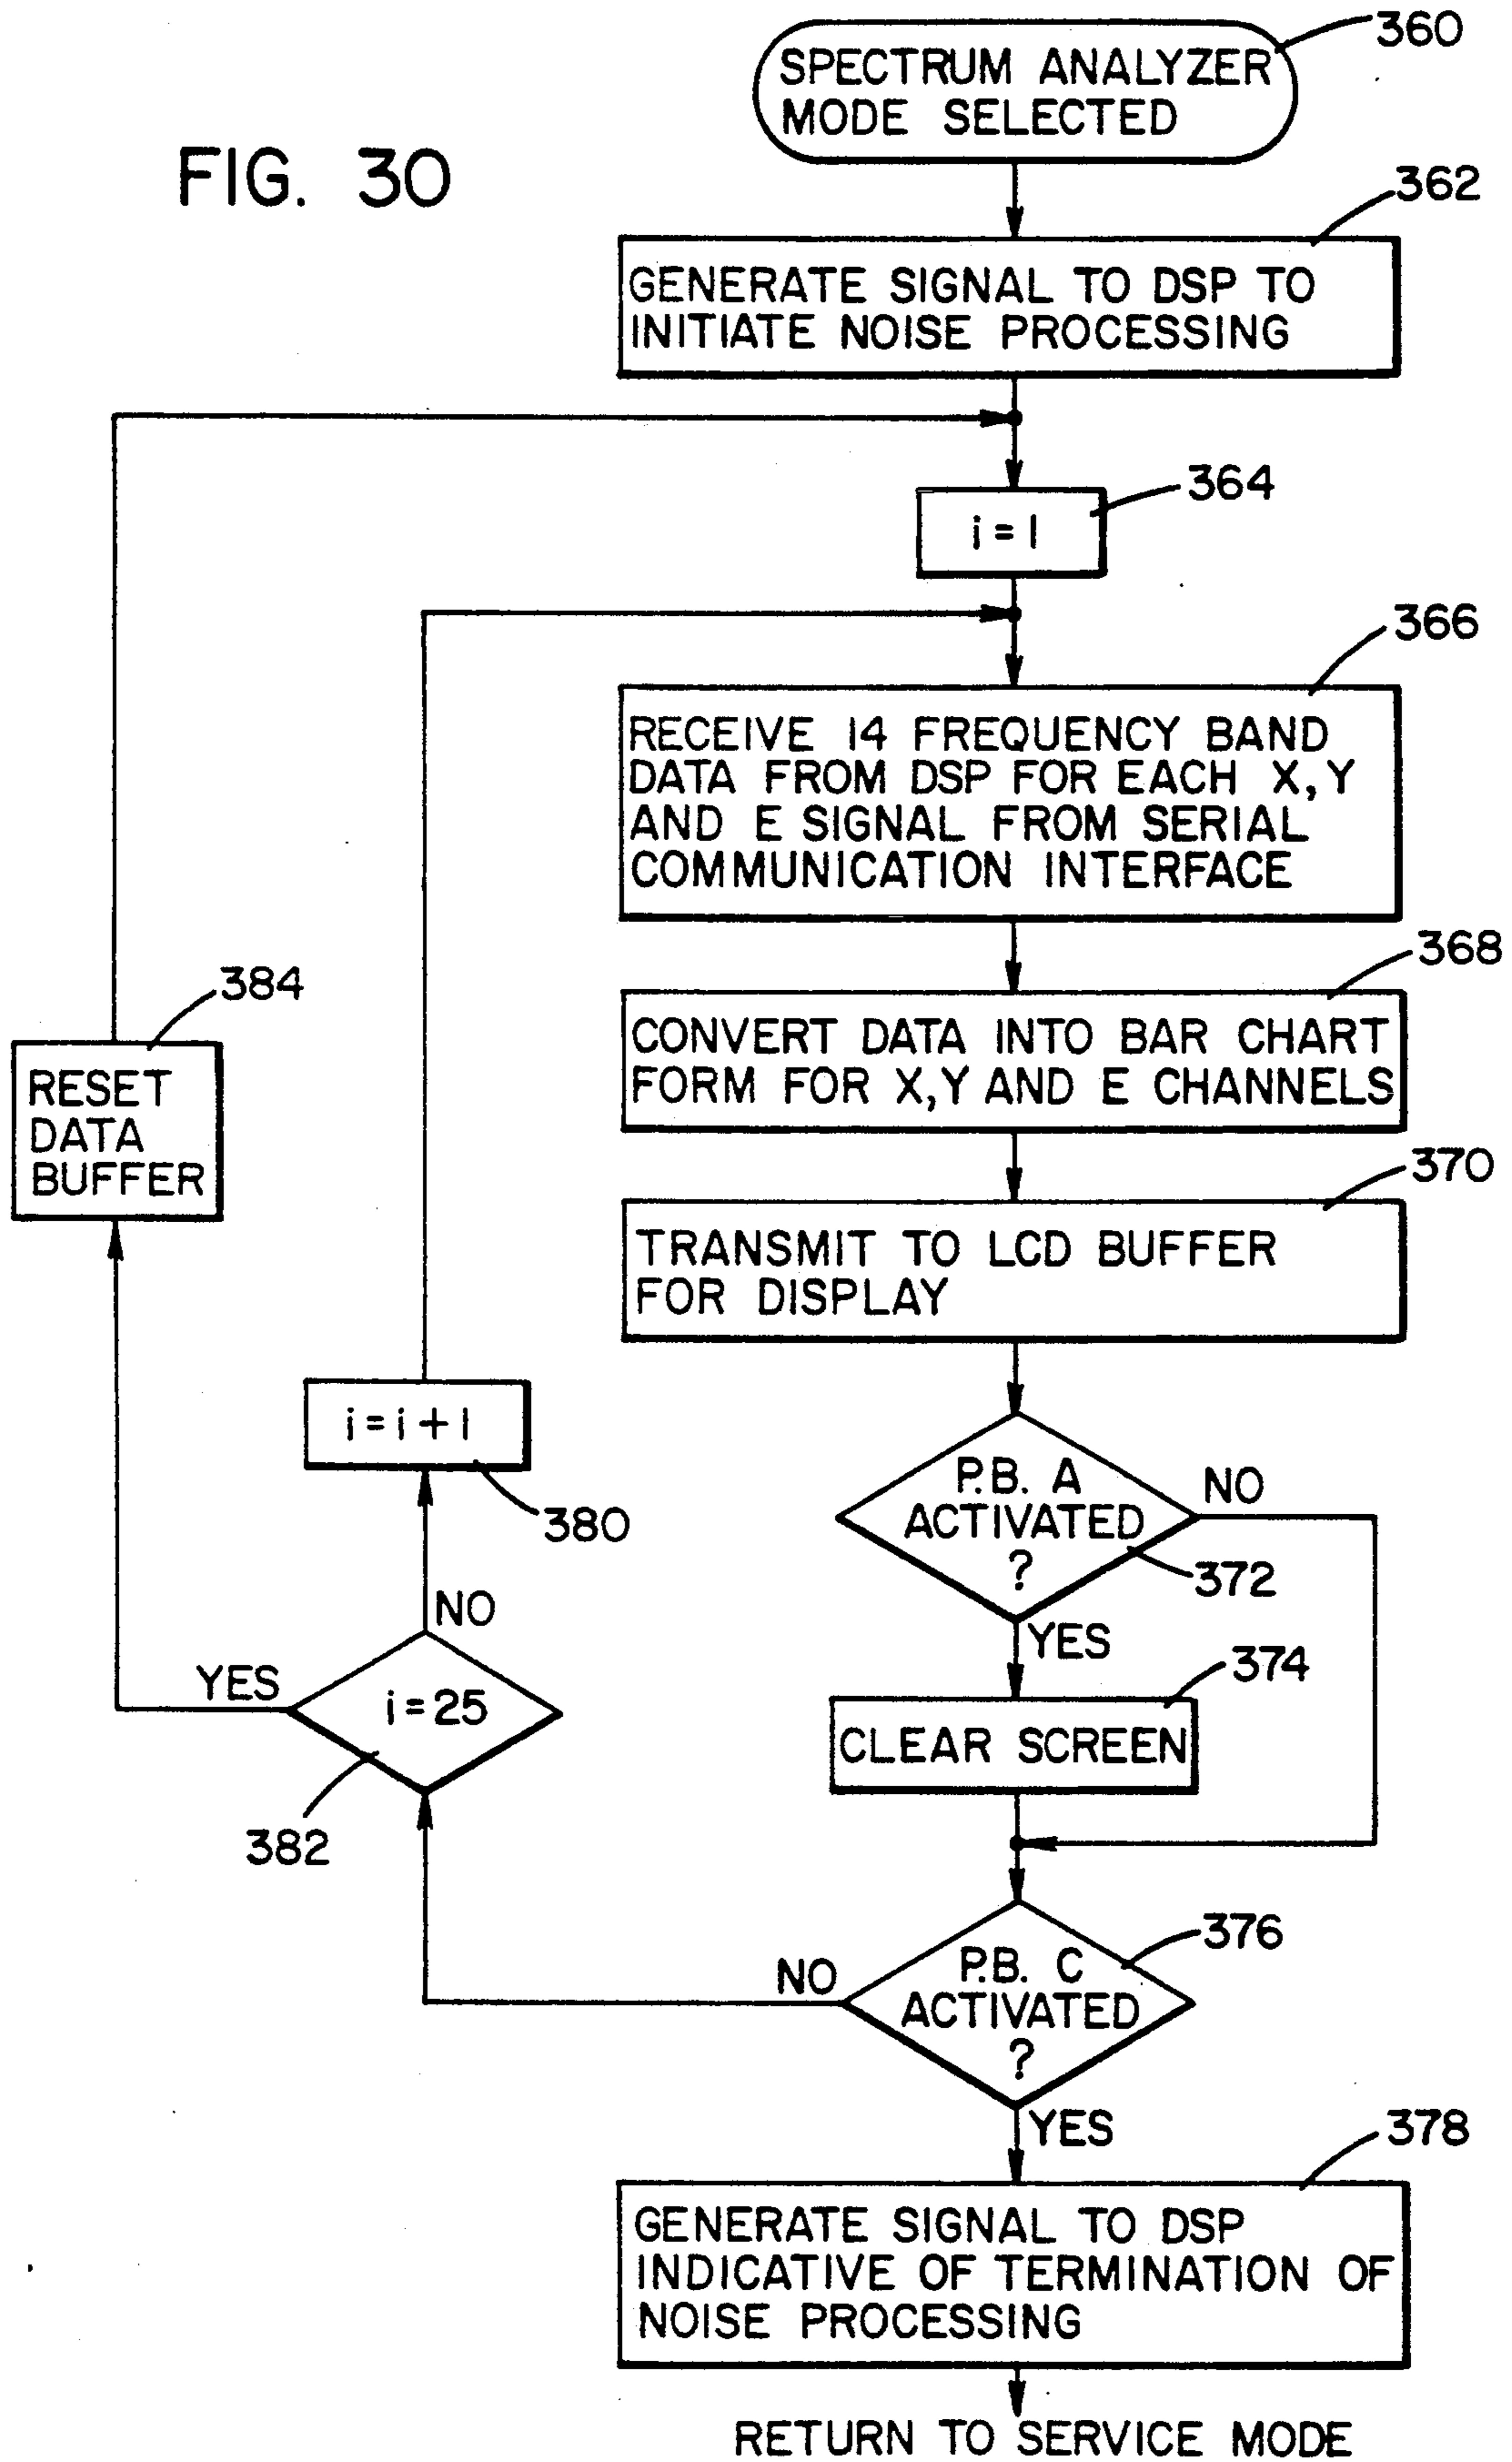 360
SPECTRUM ANALYZER
MODE SELECTED
FIG. 30
362
GENERATE SIGNAL TO DSP TO
INITIATE NOISE PROCESSING
364
i = 1
366
RECEIVE 14 FREQUENCY BAND
DATA FROM DSP FOR EACH X, Y
AND E SIGNAL FROM SERIAL
COMMUNICATION INTERFACE
368
CONVERT DATA INTO BAR CHART
FORM FOR X, Y AND E CHANNELS
384
RESET
DATA
BUFFER
370
TRANSMIT TO LCD BUFFER
FOR DISPLAY
i = i + 1
380
P.B. A
ACTIVATED
?
NO
372
YES
374
CLEAR SCREEN
NO
YES
i = 25
382
376
P.B. C
ACTIVATED
?
NO
YES
378
GENERATE SIGNAL TO DSP
INDICATIVE OF TERMINATION OF
NOISE PROCESSING
RETURN TO SERVICE MODE